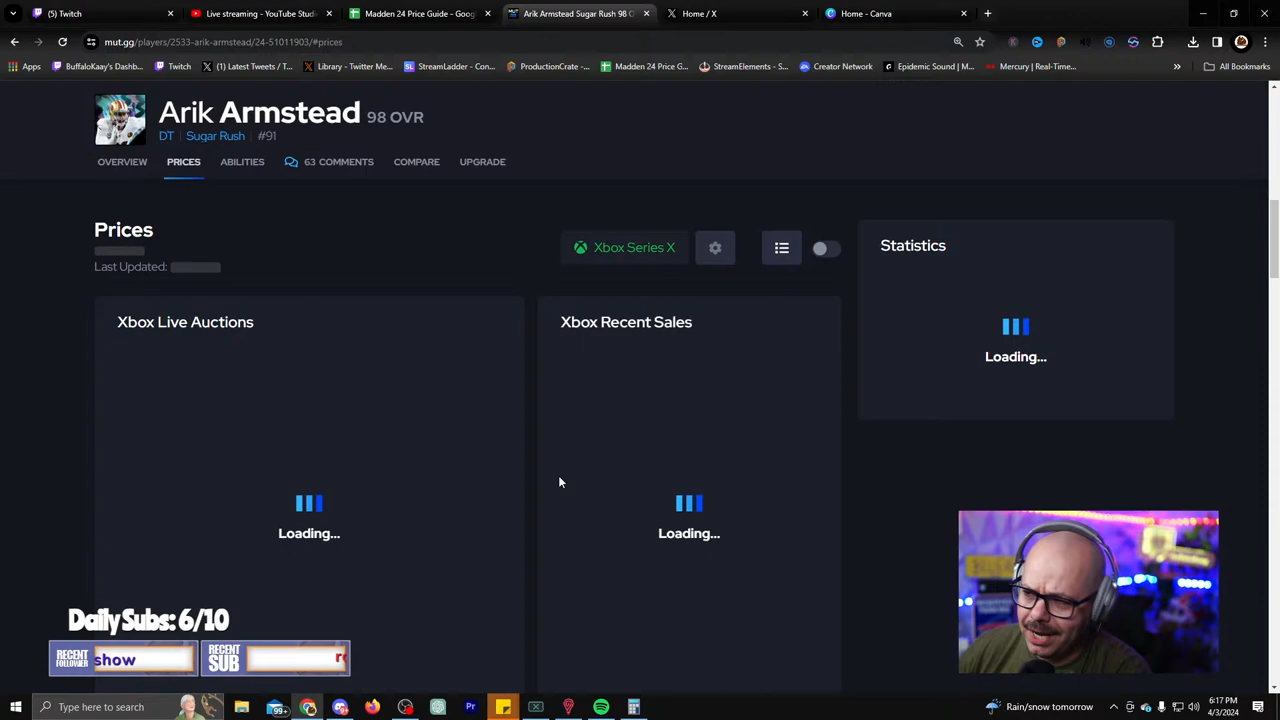 (5) Twitch
Live streaming - YouTube Studi
Madden 24 Price Guide - Goog
Arik Armstead Sugar Rush 98 O
Home / X
Home - Canva
mut.gg/players/2533-arik-armstead/24-51011903/#prices
Apps
BuffaloKaay's Dashb...
Twitch
(1) Latest Tweets / T...
Library - Twitter Me...
StreamLadder - Con...
ProductionCrate - ...
Madden 24 Price G...
StreamElements - S...
Creator Network
Epidemic Sound | M...
Mercury | Real-Time...
»
All Bookmarks
Arik Armstead 98 OVR
DT | Sugar Rush | #91
OVERVIEW
PRICES
ABILITIES
63 COMMENTS
COMPARE
UPGRADE
Prices
Last Updated:
Xbox Series X
Statistics
Loading...
Xbox Live Auctions
Loading...
Xbox Recent Sales
Loading...
Daily Subs: 6/10
RECENT
FOLLOWER
show
RECENT
SUB
Type here to search
99+
Pr
Rain/snow tomorrow
6:17 PM
4/3/2024